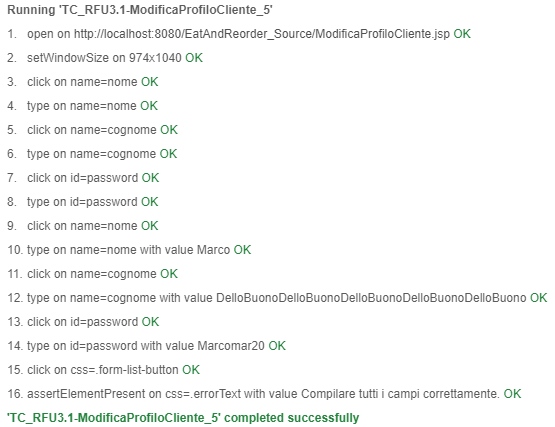 Running 'TC_RFU3.1-ModificaProfiloCliente_5'
1. open on http://localhost:8080/EatAndReorder_Source/ModificaProfiloCliente.jsp OK
2. setWindowSize on 974x1040 OK
3. click on name=nome OK
4. type on name=nome OK
5. click on name=cognome OK
6. type on name=cognome OK
7. click on id=password OK
8. type on id=password OK
9. click on name=nome OK
10. type on name=nome with value Marco OK
11. click on name=cognome OK
12. type on name=cognome with value DelloBuonoDelloBuonoDelloBuonoDelloBuonoDelloBuono OK
13. click on id=password OK
14. type on id=password with value Marcomar20 OK
15. click on css=.form-list-button OK
16. assertElementPresent on css=.errorText with value Compilare tutti i campi correttamente. OK
'TC_RFU3.1-ModificaProfiloCliente_5' completed successfully